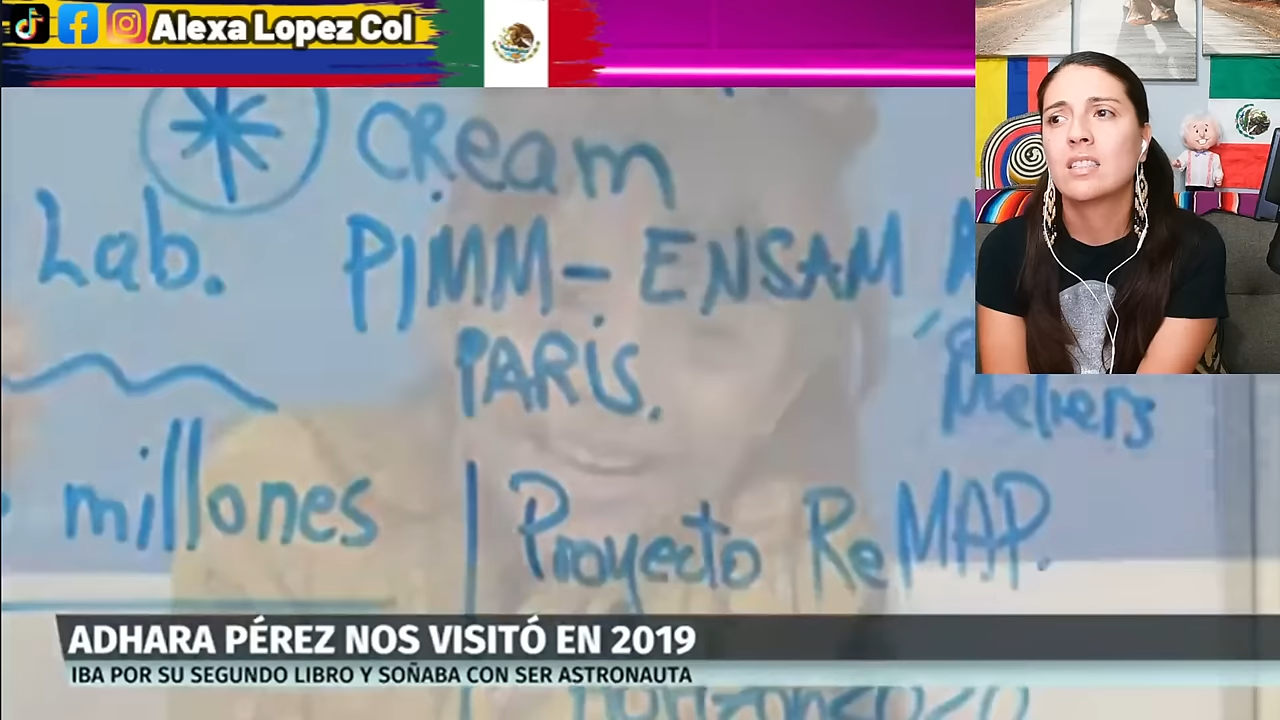 Alexa Lopez Col
CReam
Lab.
PIMM-ENSAM
PARiS.
millones
Proyecto ReMAP.
ADHARA PÉREZ NOS VISITÓ EN 2019
IBA POR SU SEGUNDO LIBRO Y SOÑABA CON SER ASTRONAUTA